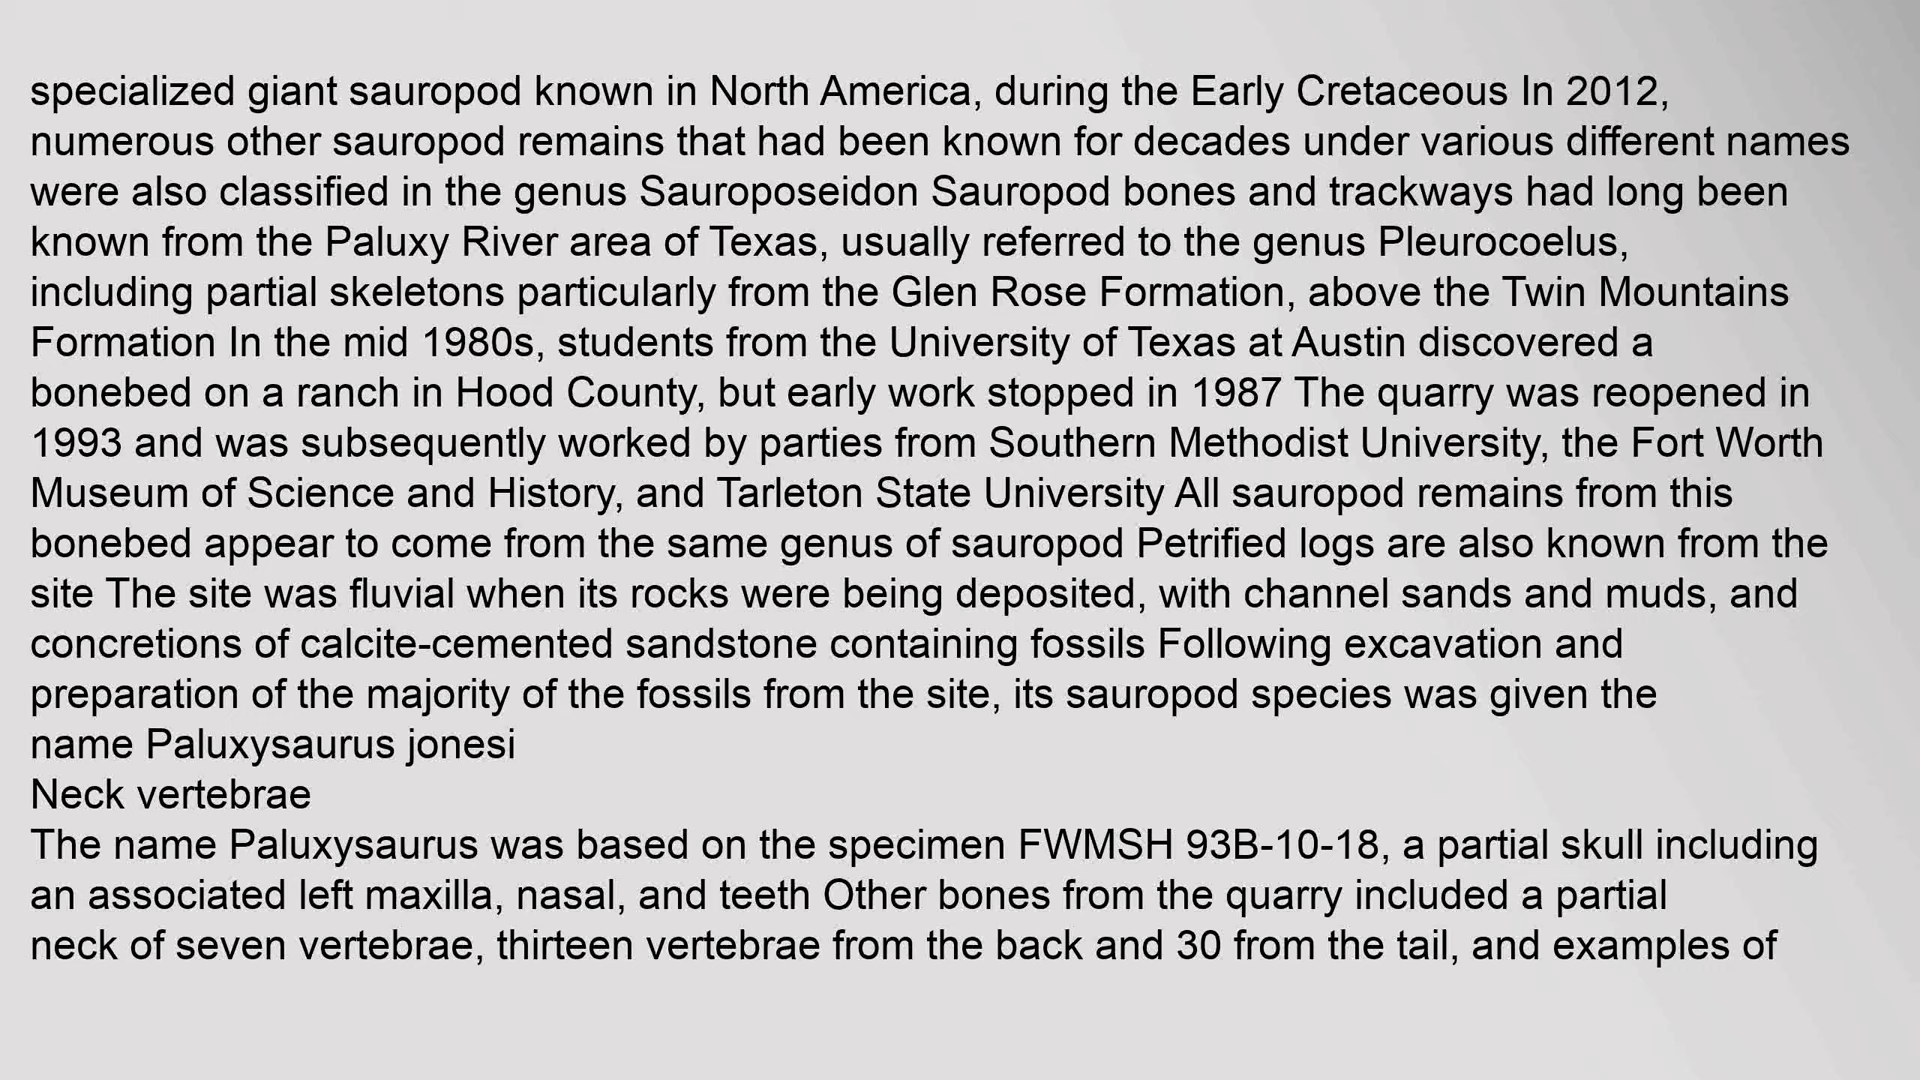 specialized giant sauropod known in North America, during the Early Cretaceous In 2012,
numerous other sauropod remains that had been known for decades under various different names
were also classified in the genus Sauroposeidon Sauropod bones and trackways had long been
known from the Paluxy River area of Texas, usually referred to the genus Pleurocoelus,
including partial skeletons particularly from the Glen Rose Formation, above the Twin Mountains
Formation In the mid 1980s, students from the University of Texas at Austin discovered a
bonebed on a ranch in Hood County, but early work stopped in 1987 The quarry was reopened in
1993 and was subsequently worked by parties from Southern Methodist University, the Fort Worth
Museum of Science and History, and Tarleton State University All sauropod remains from this
bonebed appear to come from the same genus of sauropod Petrified logs are also known from the
site The site was fluvial when its rocks were being deposited, with channel sands and muds, and
concretions of calcite-cemented sandstone containing fossils Following excavation and
preparation of the majority of the fossils from the site, its sauropod species was given the
name Paluxysaurus jonesi
Neck vertebrae
The name Paluxysaurus was based on the specimen FWMSH 93B-10-18, a partial skull including
an associated left maxilla, nasal, and teeth Other bones from the quarry included a partial
neck of seven vertebrae, thirteen vertebrae from the back and 30 from the tail, and examples of